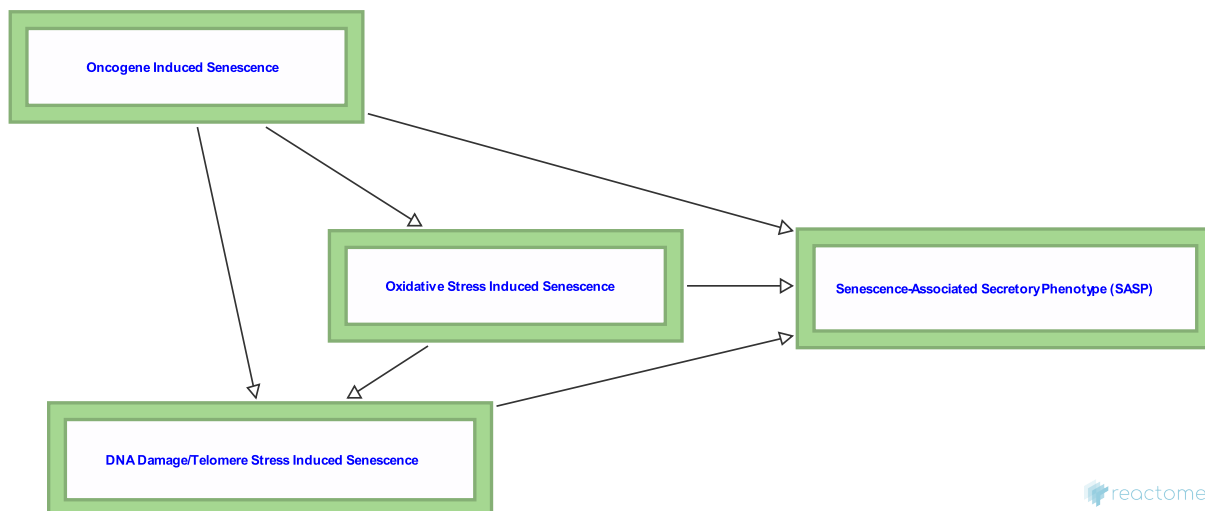 Oncogene Induced Senescence
Oxidative Stress Induced Senescence
Senescence-Associated Secretory Phenotype (SASP)
DNA Damage/Telomere Stress Induced Senescence
reactome